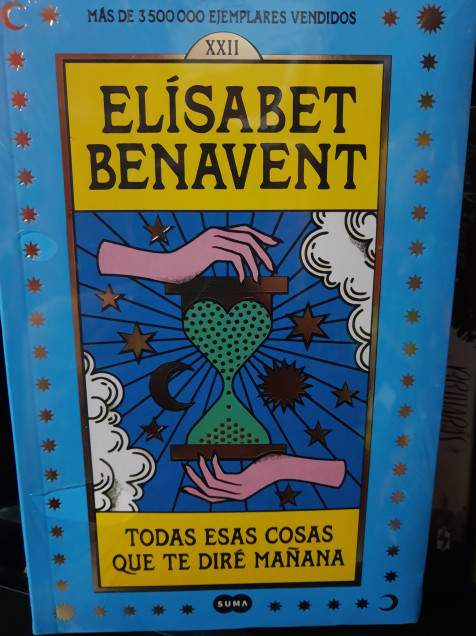 MÁS DE 3 500 000 EJEMPLARES VENDIDOS
XXII
ELÍSABET
BENAVENT
TODAS ESAS COSAS
QUE TE DIRÉ MAÑANA
SUMA